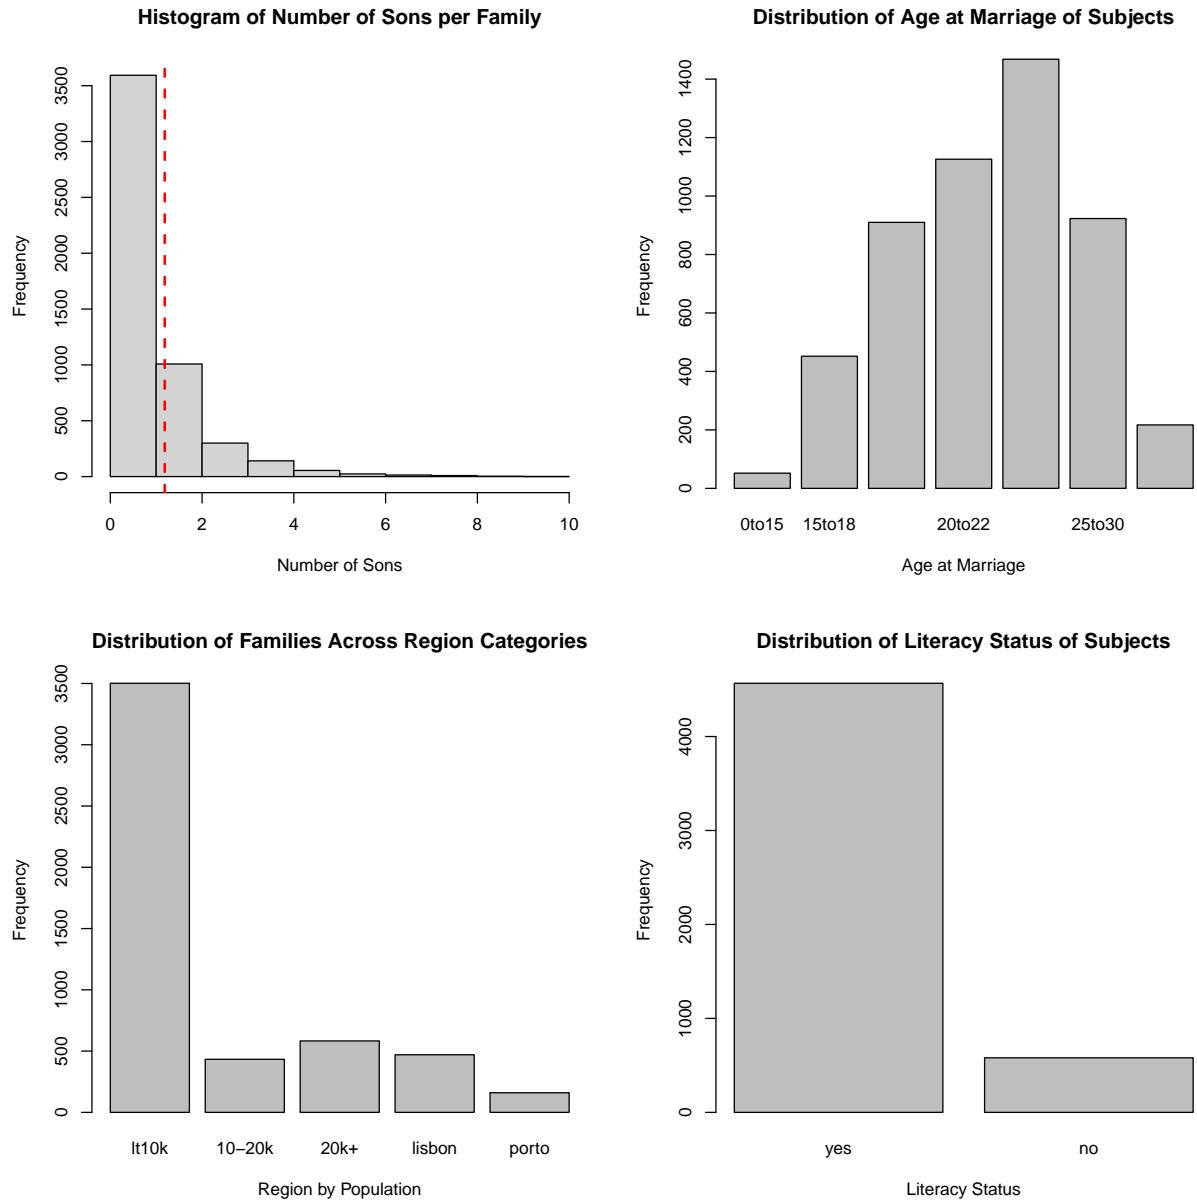 Histogram of Number of Sons per Family
Frequency
3500
3000
2500
2000
1500
1000
500
0
0 2 4 6 8 10
Number of Sons
Distribution of Age at Marriage of Subjects
Frequency
1400
1200
1000
800
600
400
200
0
0to15 15to18 20to22 25to30
Age at Marriage
Distribution of Families Across Region Categories
Frequency
3500
3000
2500
2000
1500
1000
500
0
lt10k 10−20k 20k+ lisbon porto
Region by Population
Distribution of Literacy Status of Subjects
Frequency
4000
3000
2000
1000
0
yes no
Literacy Status